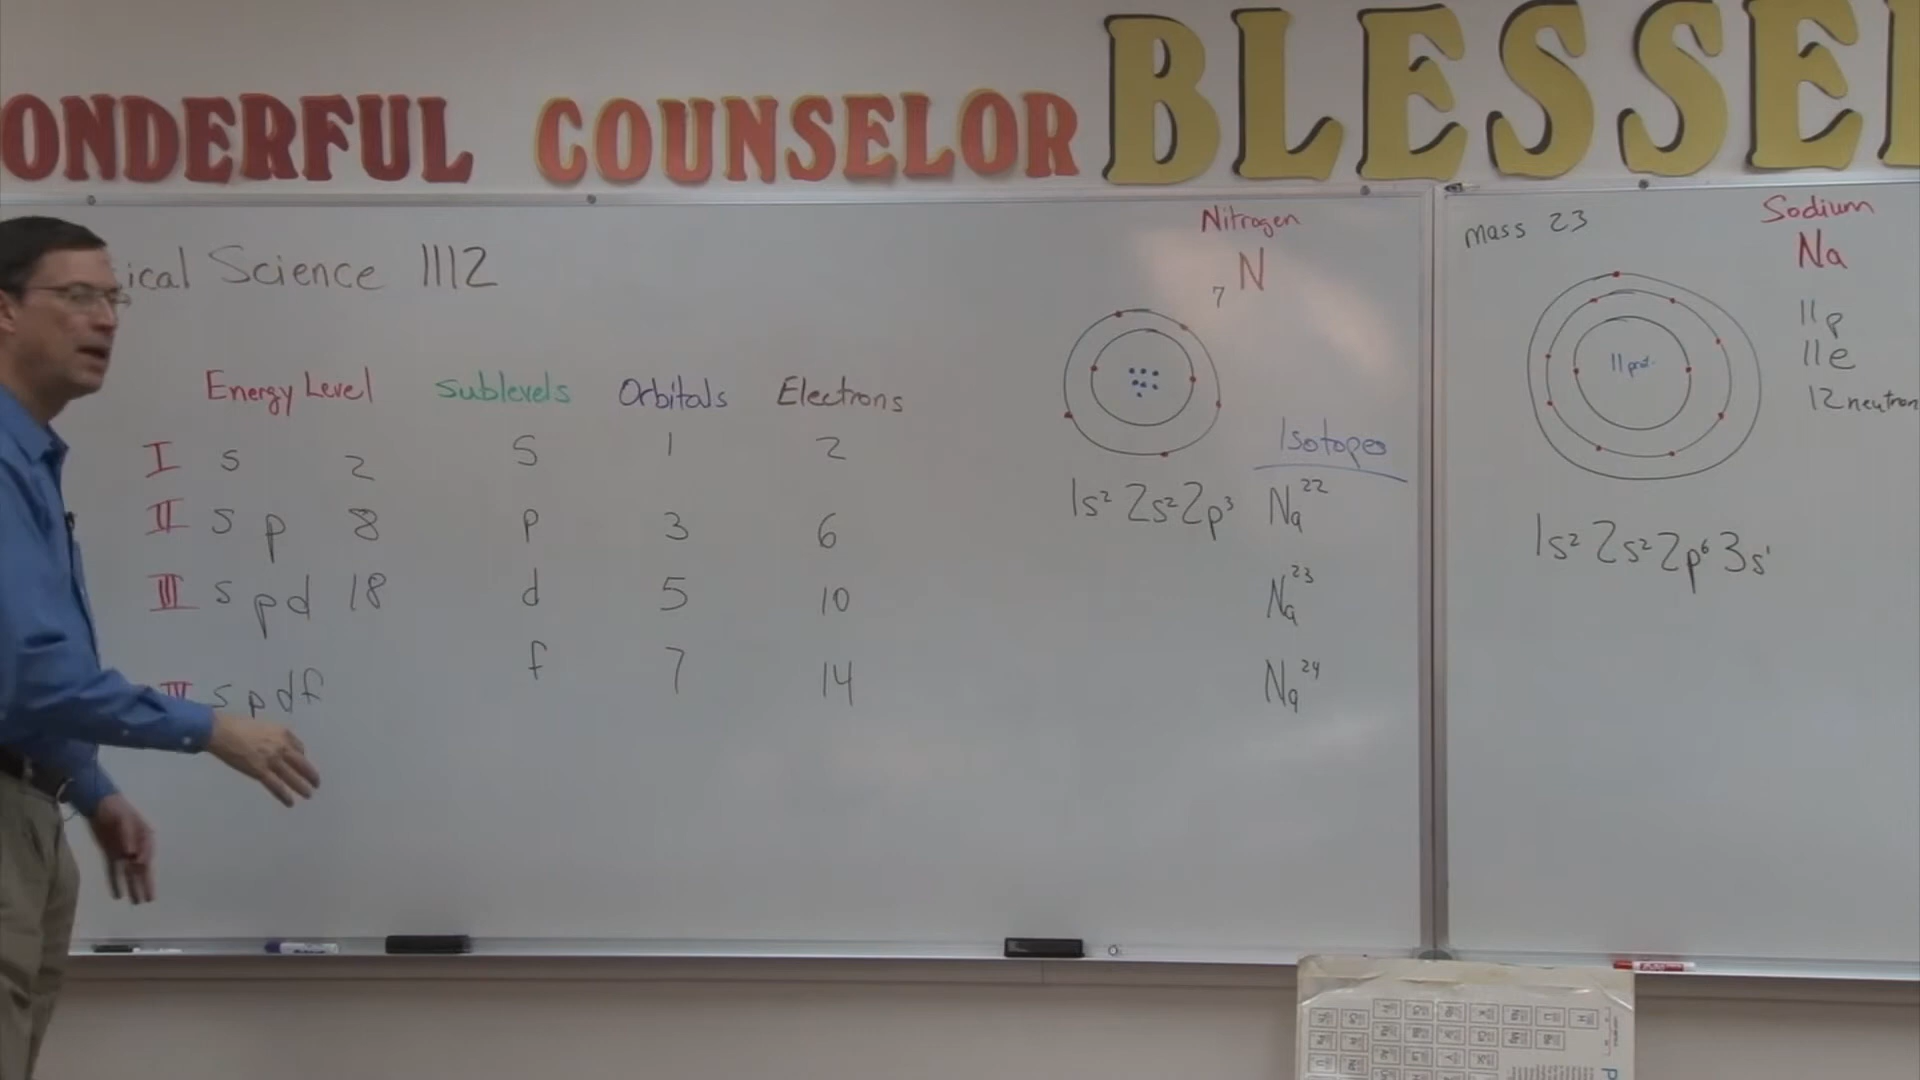 ONDERFUL COUNSELOR BLESSE
ical Science 1112
Energy Level Sublevels Orbitals Electrons
I s 2 S 1 2
II s p 8 p 3 6
III s p d 18 d 5 10
IV s p d f f 7 14
Nitrogen
N
7
1s² 2s² 2p³
Isotopes
Na²²
Na²³
Na²⁴
mass 23
Sodium
Na
11 prot.
11p
11e
12 neutron
1s² 2s² 2p⁶ 3s¹